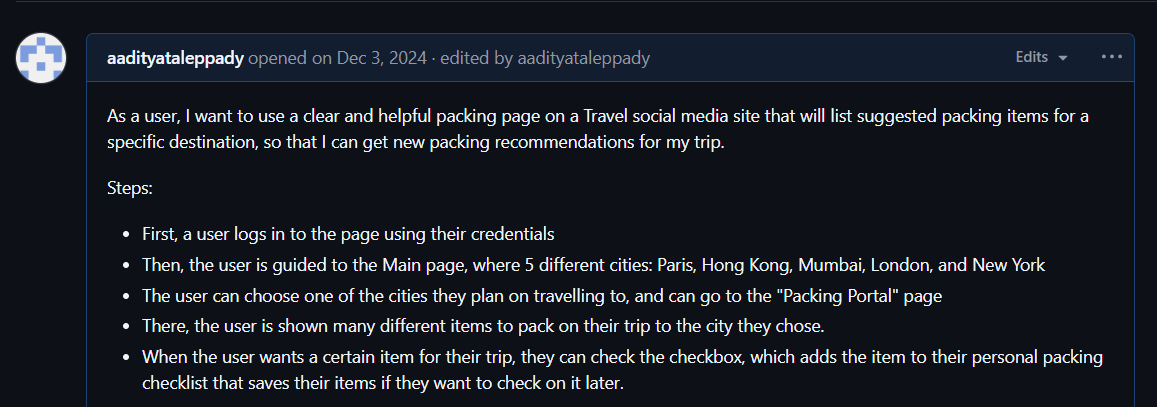 aadityataleppady opened on Dec 3, 2024 · edited by aadityataleppady Edits
As a user, I want to use a clear and helpful packing page on a Travel social media site that will list suggested packing items for a
specific destination, so that I can get new packing recommendations for my trip.
Steps:
• First, a user logs in to the page using their credentials
• Then, the user is guided to the Main page, where 5 different cities: Paris, Hong Kong, Mumbai, London, and New York
• The user can choose one of the cities they plan on travelling to, and can go to the "Packing Portal" page
• There, the user is shown many different items to pack on their trip to the city they chose.
• When the user wants a certain item for their trip, they can check the checkbox, which adds the item to their personal packing
checklist that saves their items if they want to check on it later.